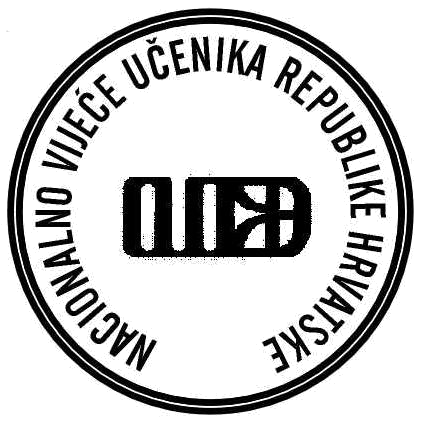 NACIONALNO VIJEĆE UČENIKA REPUBLIKE HRVATSKE